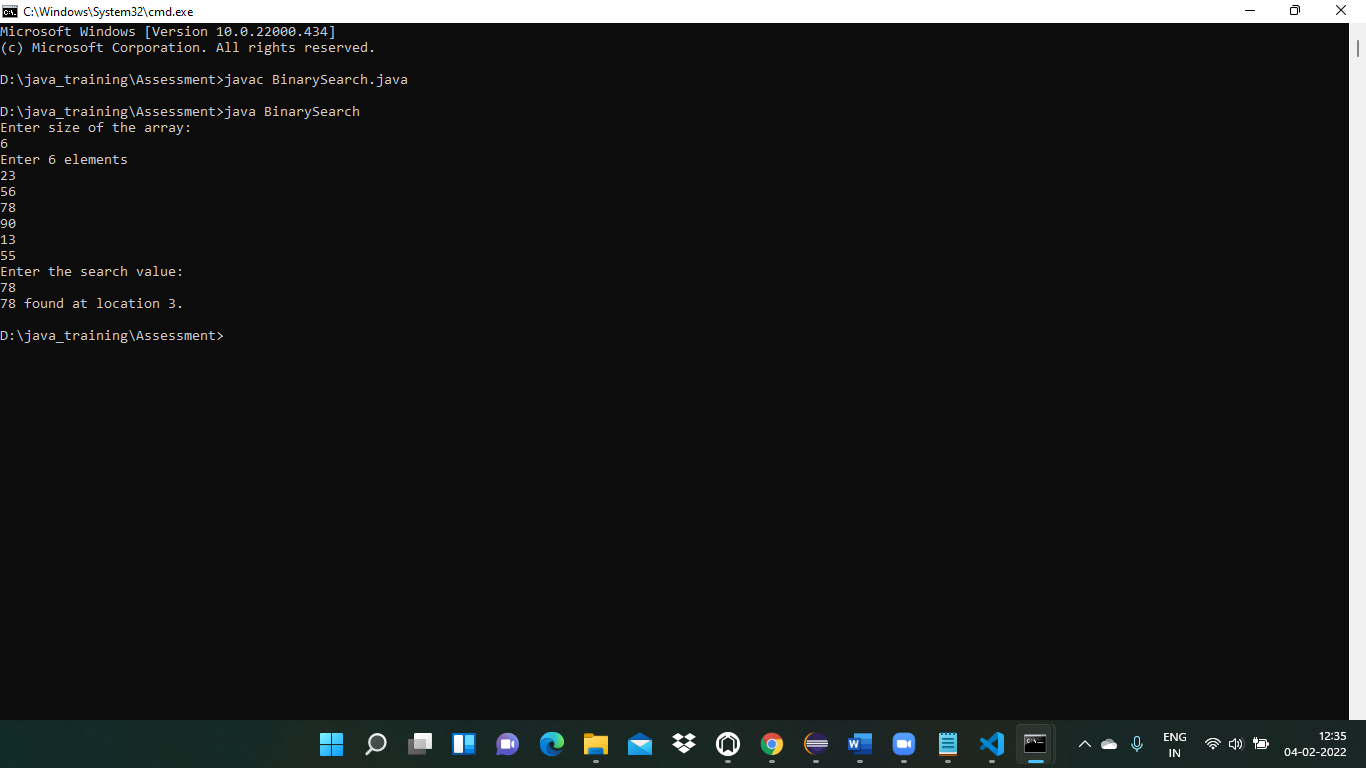 C:\Windows\System32\cmd.exe
Microsoft Windows [Version 10.0.22000.434]
(c) Microsoft Corporation. All rights reserved.
D:\java_training\Assessment>javac BinarySearch.java
D:\java_training\Assessment>java BinarySearch
Enter size of the array:
6
Enter 6 elements
23
56
78
90
13
55
Enter the search value:
78
78 found at location 3.
D:\java_training\Assessment>
ENG
IN
12:35
04-02-2022